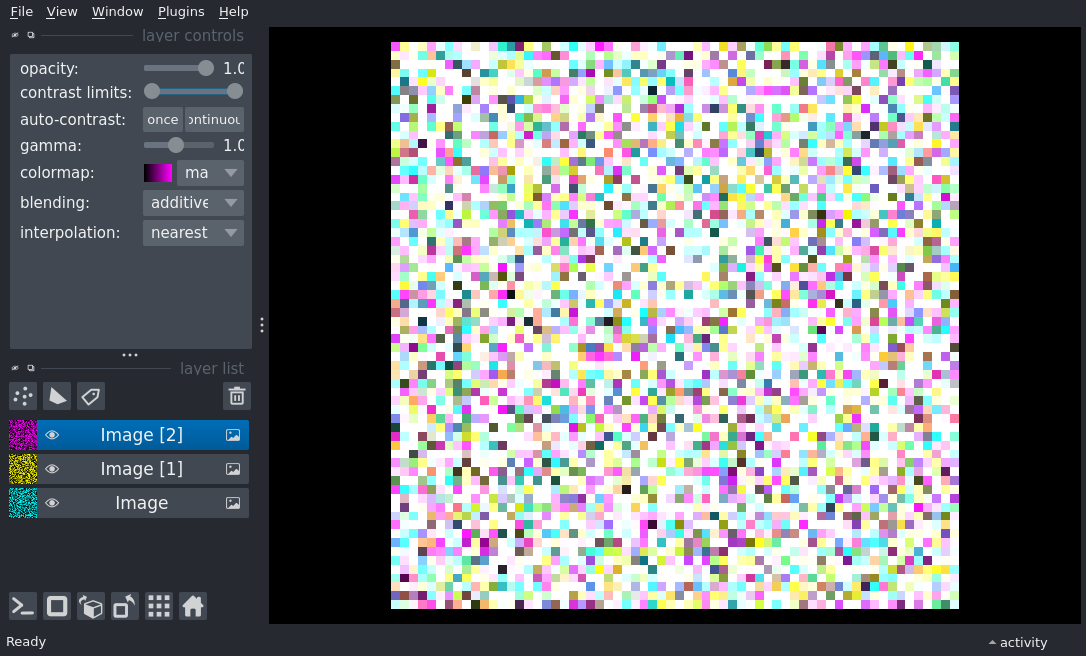 File View Window Plugins Help
layer controls
opacity: 1.0
contrast limits:
auto-contrast: once ontinuou
gamma: 1.0
colormap: ma
blending: additive
interpolation: nearest
layer list
Image [2]
Image [1]
Image
Ready
activity